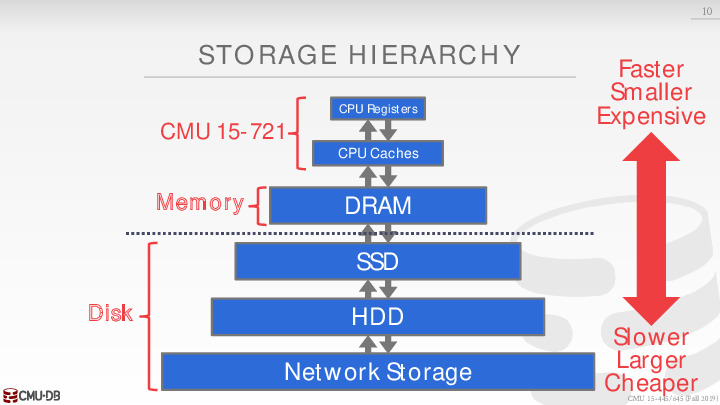 10
STORAGE HIERARCHY
Faster
Smaller
Expensive
CPU Registers
CMU 15-721
CPU Caches
Memory
DRAM
SSD
Disk
HDD
Slower
Larger
Cheaper
Network Storage
CMU·DB
CMU 15-445/645 (Fall 2019)